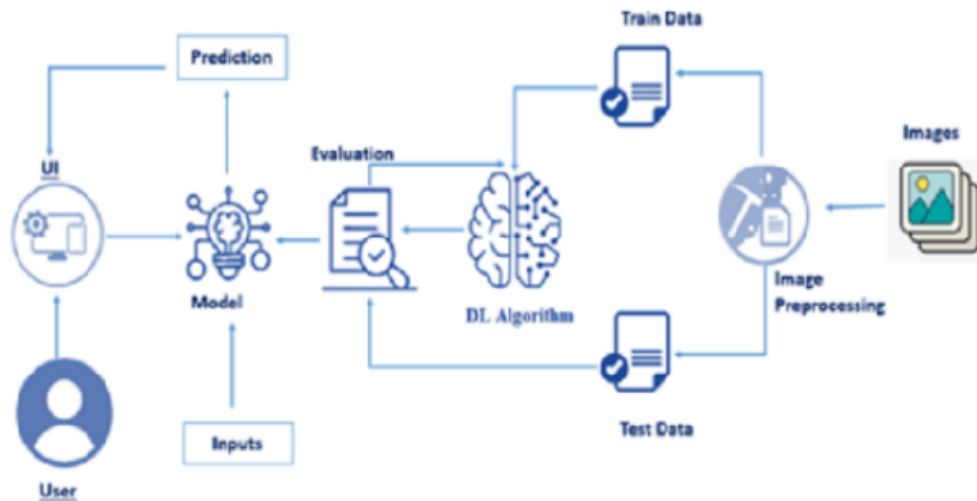 Train Data
Prediction
Images
Evaluation
UI
Model
DL Algorithm
Image
Preprocessing
Inputs
Test Data
User